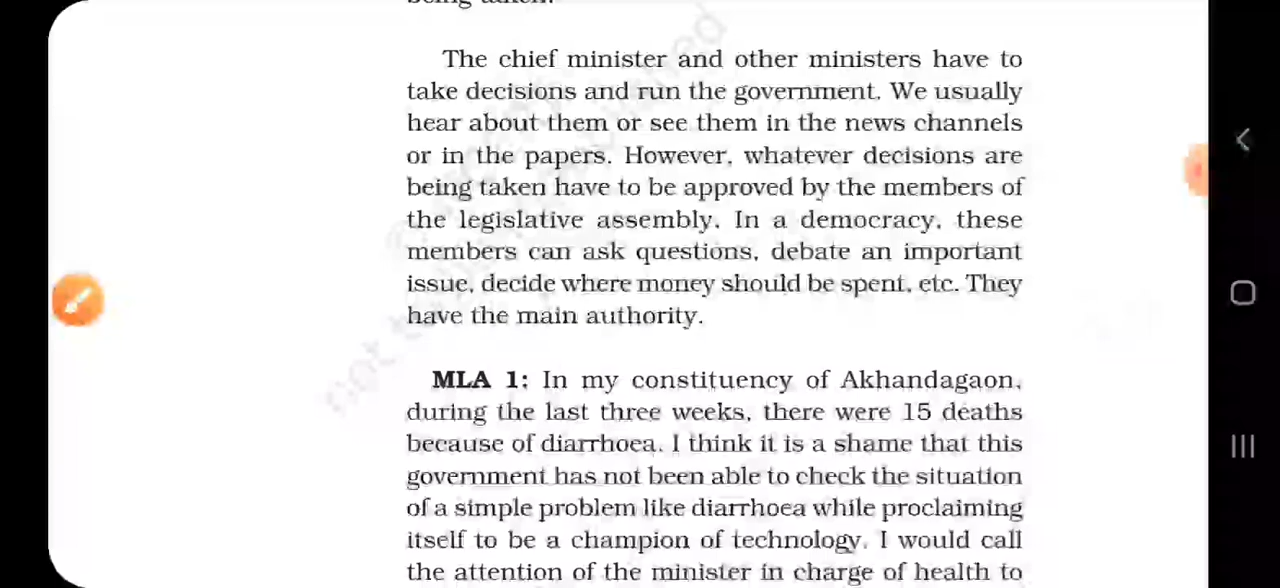 The chief minister and other ministers have to
take decisions and run the government. We usually
hear about them or see them in the news channels
or in the papers. However, whatever decisions are
being taken have to be approved by the members of
the legislative assembly. In a democracy, these
members can ask questions, debate an important
issue, decide where money should be spent, etc. They
have the main authority.
MLA 1: In my constituency of Akhandagaon,
during the last three weeks, there were 15 deaths
because of diarrhoea. I think it is a shame that this
government has not been able to check the situation
of a simple problem like diarrhoea while proclaiming
itself to be a champion of technology. I would call
the attention of the minister in charge of health to